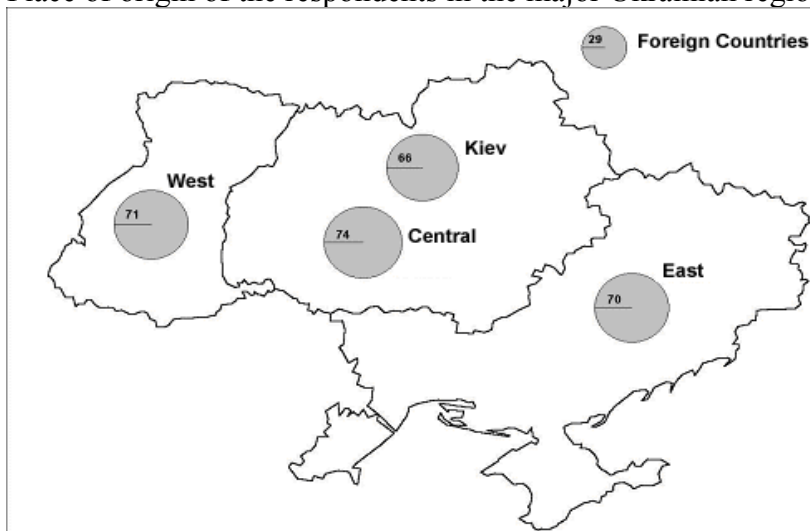 Place of origin of the respondents in the major Ukrainian regio
29
Foreign Countries
Kiev
66
West
71
Central
74
East
70